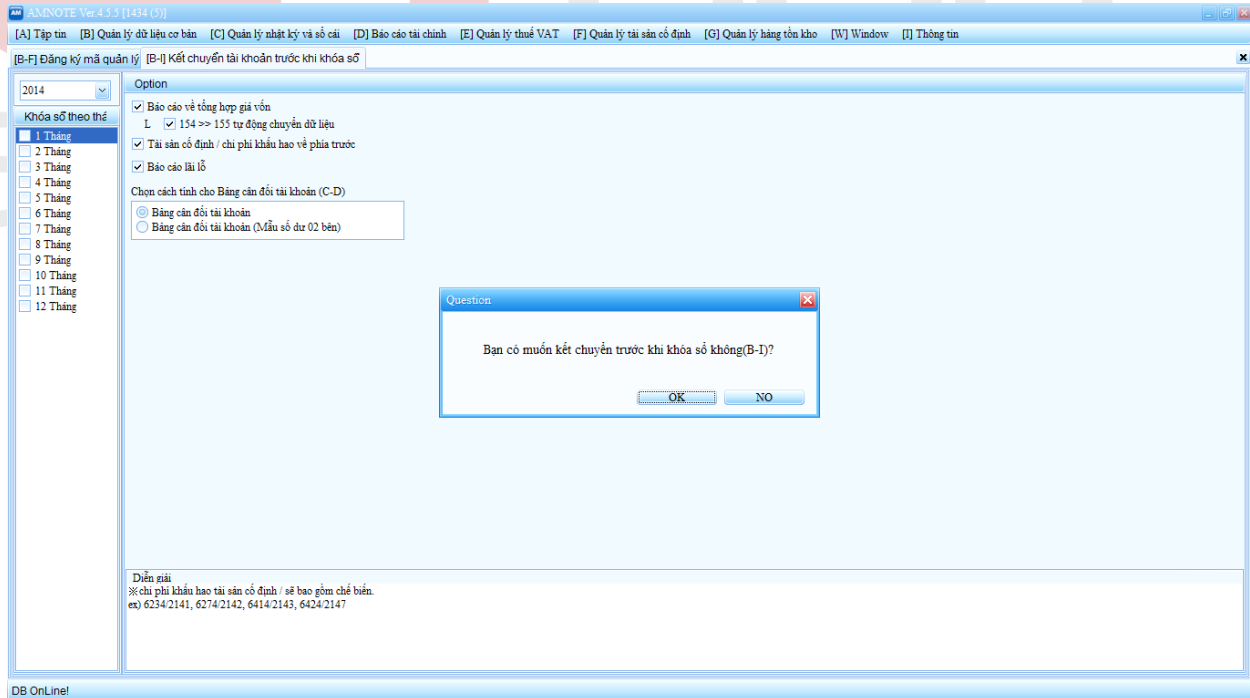 AM AMNOTE Ver.4.5.5 [1434 (5)]
[A] Tập tin [B] Quản lý dữ liệu cơ bản [C] Quản lý nhật ký và sổ cái [D] Báo cáo tài chính [E] Quản lý thuế VAT [F] Quản lý tài sản cố định [G] Quản lý hàng tồn kho [W] Window [I] Thông tin
[B-F] Đăng ký mã quản lý [B-I] Kết chuyển tài khoản trước khi khóa sổ
2014
Khóa sổ theo thá
1 Tháng
2 Tháng
3 Tháng
4 Tháng
5 Tháng
6 Tháng
7 Tháng
8 Tháng
9 Tháng
10 Tháng
11 Tháng
12 Tháng
Option
Báo cáo về tổng hợp giá vốn
L 154 >> 155 tự động chuyển dữ liệu
Tài sản cố định / chi phí khấu hao về phía trước
Báo cáo lãi lỗ
Chọn cách tính cho Bảng cân đối tài khoản (C-D)
Bảng cân đối tài khoản
Bảng cân đối tài khoản (Mẫu số dư 02 bên)
Question
Bạn có muốn kết chuyển trước khi khóa sổ không(B-I)?
OK NO
Diễn giải
※chi phí khấu hao tài sản cố định / sẽ bao gồm chế biến.
ex) 6234/2141, 6274/2142, 6414/2143, 6424/2147
DB OnLine!